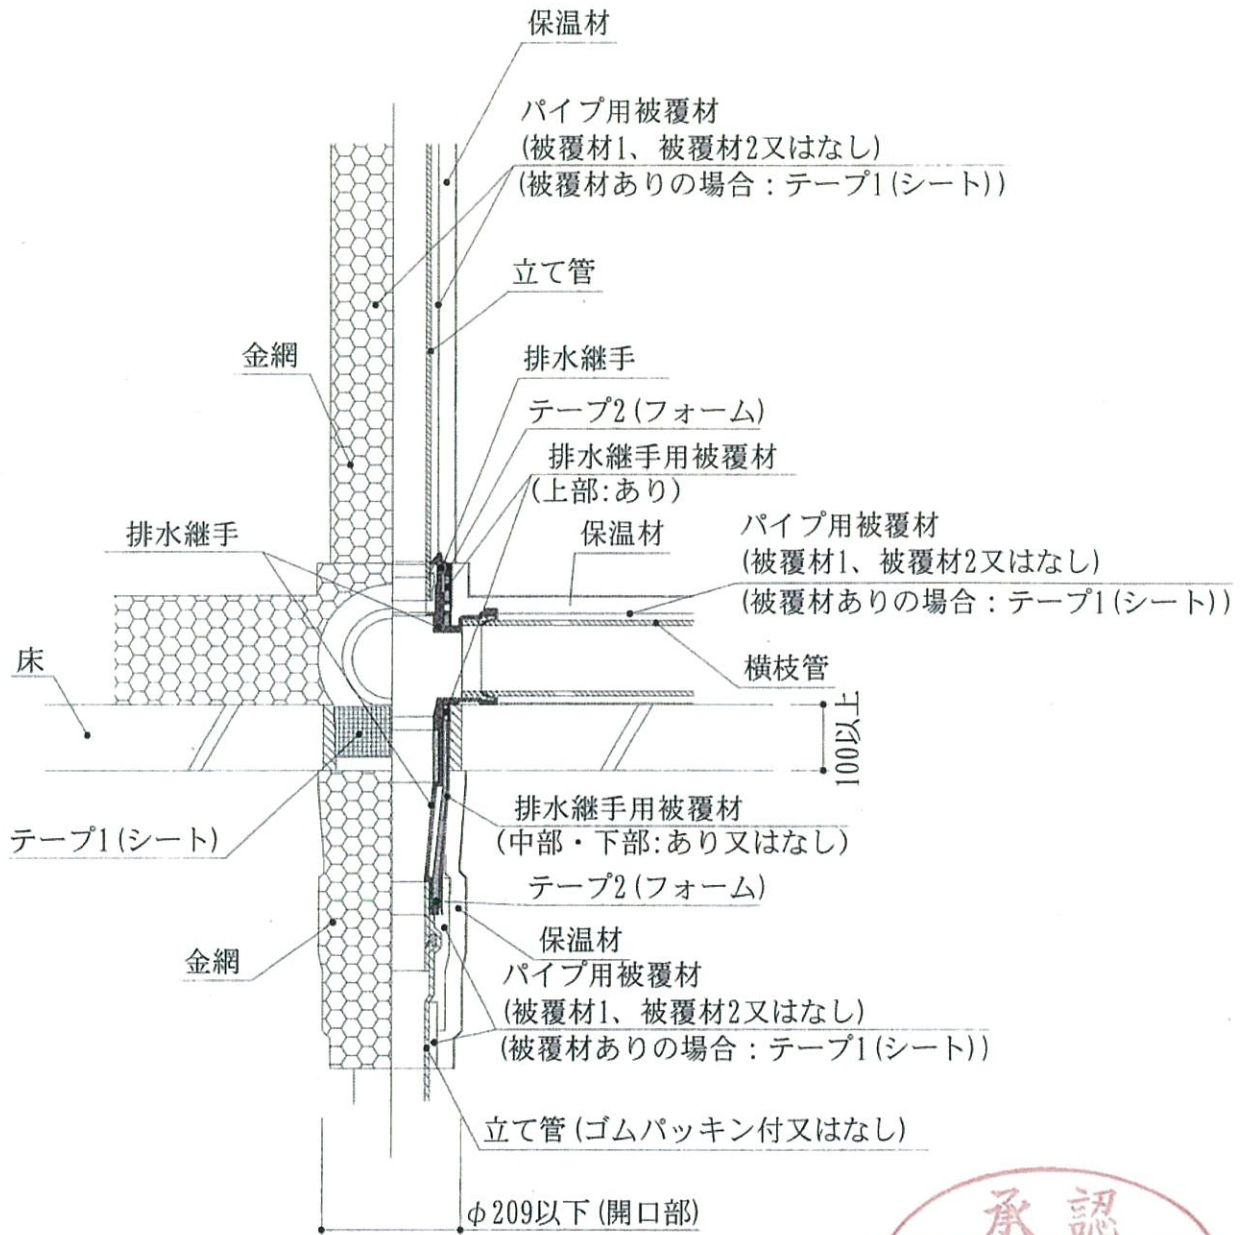 保温材
パイプ用被覆材
(被覆材1、被覆材2又はなし)
(被覆材ありの場合：テープ1(シート))
立て管
金網
排水継手
テープ2(フォーム)
排水継手用被覆材
(上部:あり)
排水継手
保温材
パイプ用被覆材
(被覆材1、被覆材2又はなし)
(被覆材ありの場合：テープ1(シート))
床
横枝管
100以上
排水継手用被覆材
(中部・下部:あり又はなし)
テープ1(シート)
テープ2(フォーム)
保温材
金網
パイプ用被覆材
(被覆材1、被覆材2又はなし)
(被覆材ありの場合：テープ1(シート))
立て管(ゴムパッキン付又はなし)
φ209以下(開口部)
承認